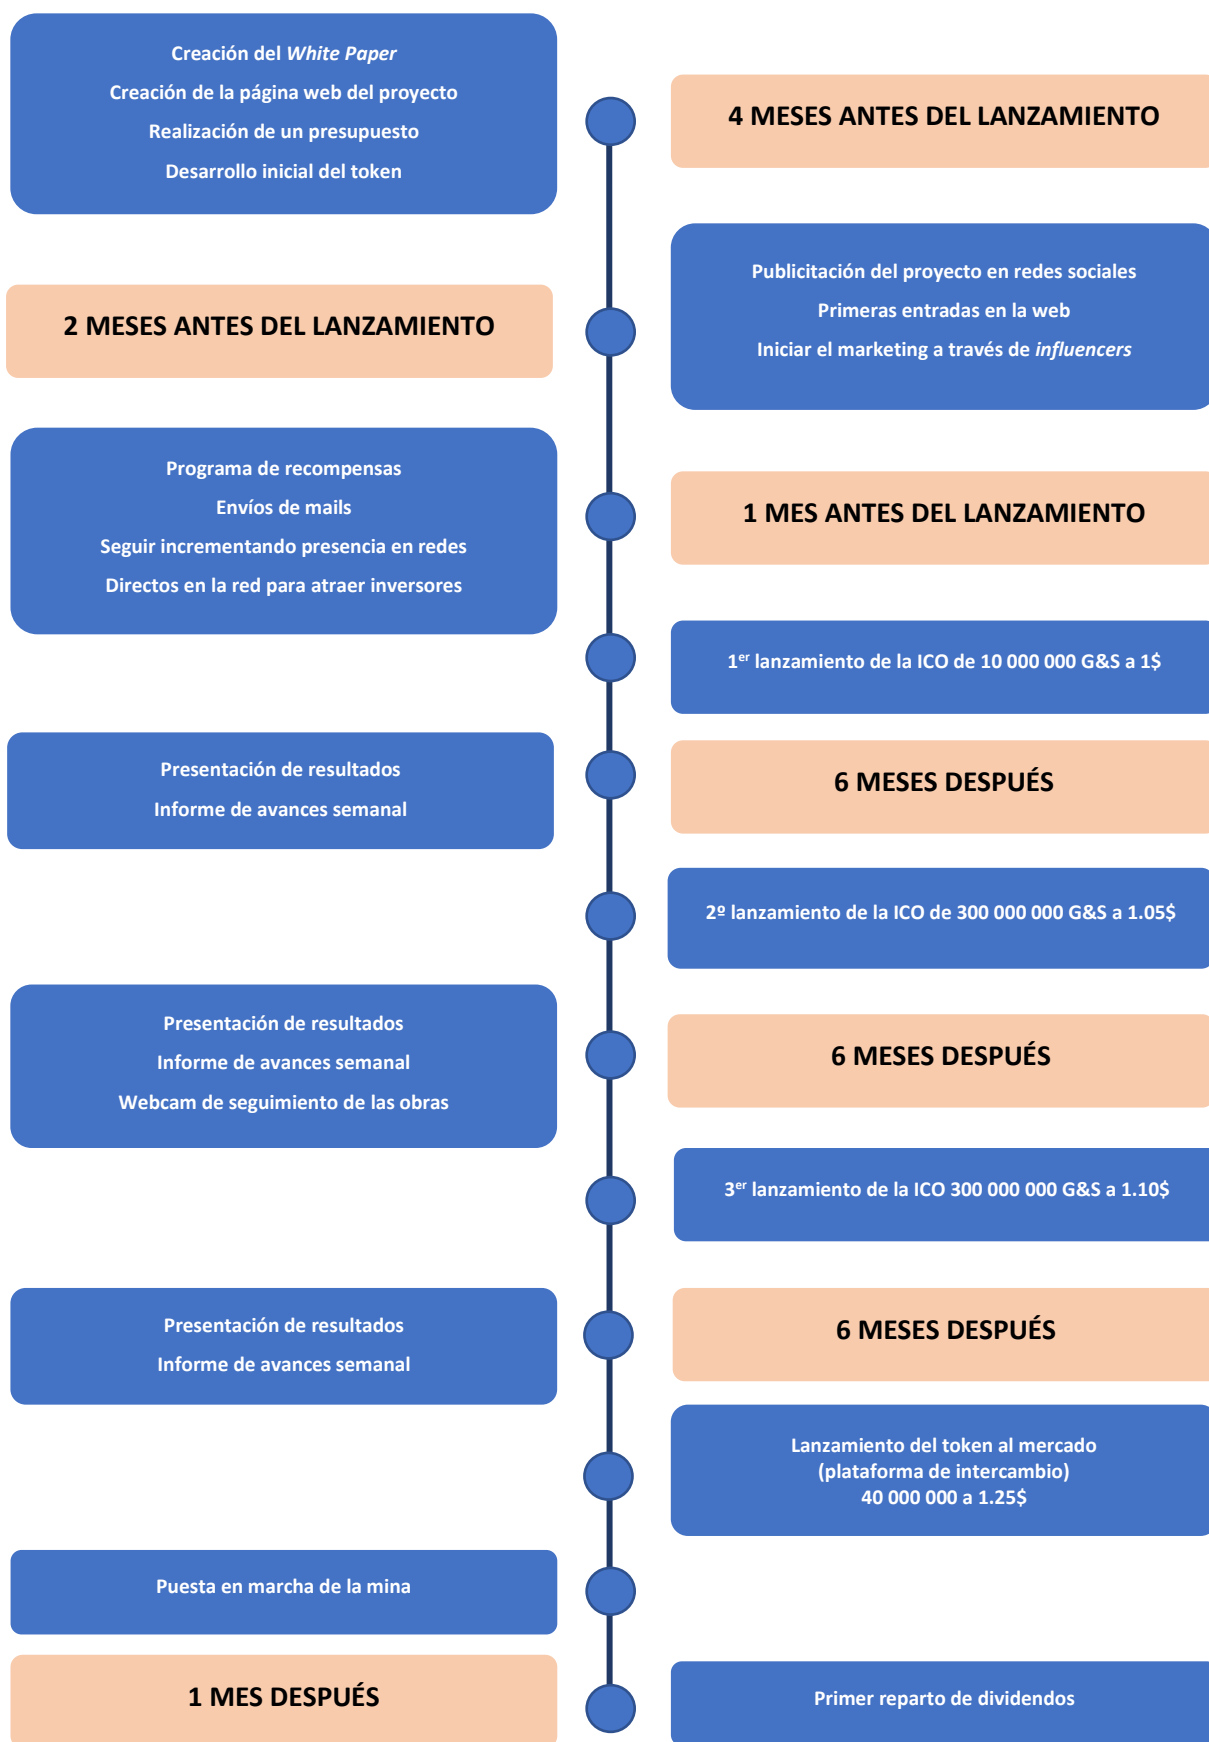 Creación del White Paper
Creación de la página web del proyecto
Realización de un presupuesto
Desarrollo inicial del token
4 MESES ANTES DEL LANZAMIENTO
2 MESES ANTES DEL LANZAMIENTO
Publicitación del proyecto en redes sociales
Primeras entradas en la web
Iniciar el marketing a través de influencers
Programa de recompensas
Envíos de mails
Seguir incrementando presencia en redes
Directos en la red para atraer inversores
1 MES ANTES DEL LANZAMIENTO
1er lanzamiento de la ICO de 10 000 000 G&S a 1$
Presentación de resultados
Informe de avances semanal
6 MESES DESPUÉS
2º lanzamiento de la ICO de 300 000 000 G&S a 1.05$
Presentación de resultados
Informe de avances semanal
Webcam de seguimiento de las obras
6 MESES DESPUÉS
3er lanzamiento de la ICO 300 000 000 G&S a 1.10$
Presentación de resultados
Informe de avances semanal
6 MESES DESPUÉS
Lanzamiento del token al mercado
(plataforma de intercambio)
40 000 000 a 1.25$
Puesta en marcha de la mina
1 MES DESPUÉS
Primer reparto de dividendos